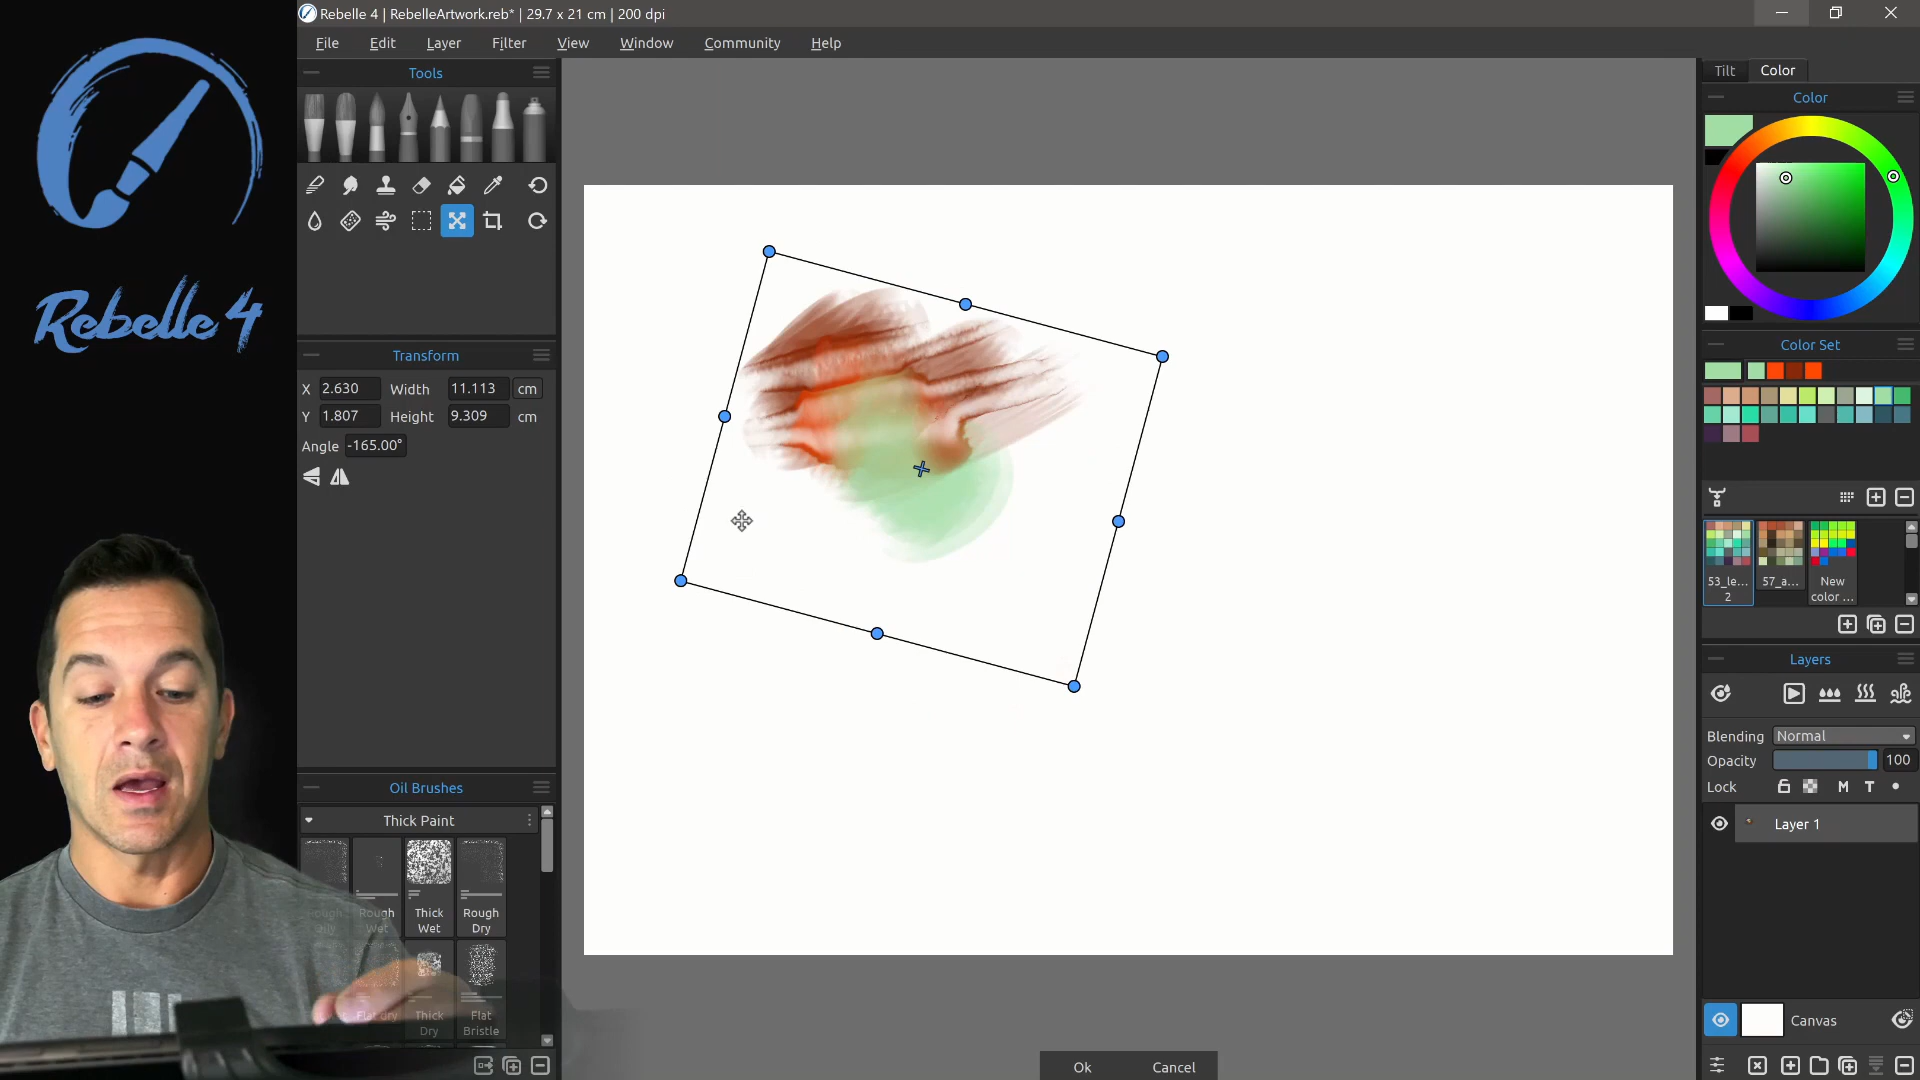 Rebelle 4 | RebelleArtwork.reb* | 29.7 x 21 cm | 200 dpi
File Edit Layer Filter View Window Community Help
Tools
Rebelle 4
Transform
X 2.630 Width 11.113 cm
Y 1.807 Height 9.309 cm
Angle -165.00°
Oil Brushes
Thick Paint
Rough Wet
Thick Wet
Rough Dry
Flat dry
Thick Dry
Flat Bristle
Ok Cancel
Tilt Color
Color
Color Set
53_le... 2
57_a...
New color ...
Layers
Blending Normal
Opacity 100
Lock M T
Layer 1
Canvas